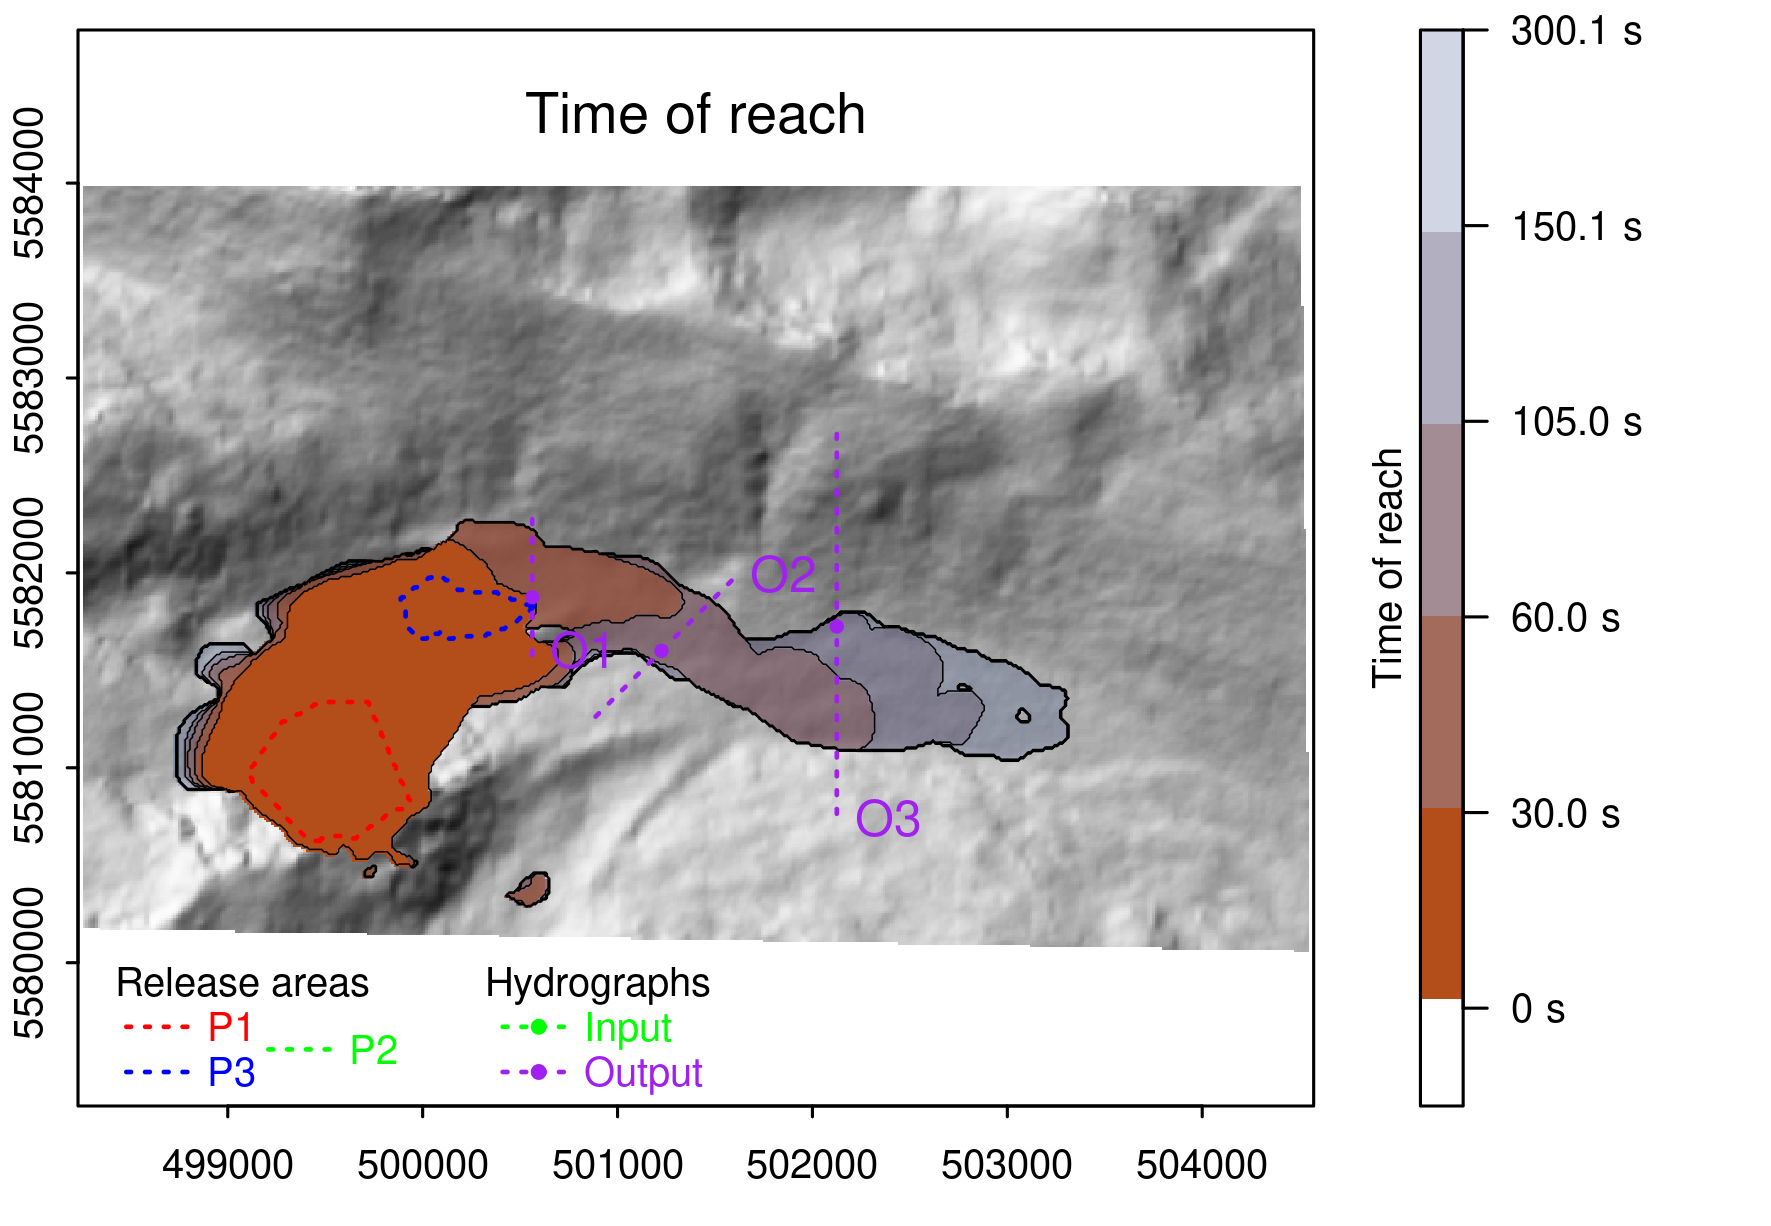 Time of reach
5584000
5583000
5582000
5581000
5580000
O1
O2
O3
Release areas
P1
P2
P3
Hydrographs
Input
Output
499000
500000
501000
502000
503000
504000
Time of reach
300.1 s
150.1 s
105.0 s
60.0 s
30.0 s
0 s